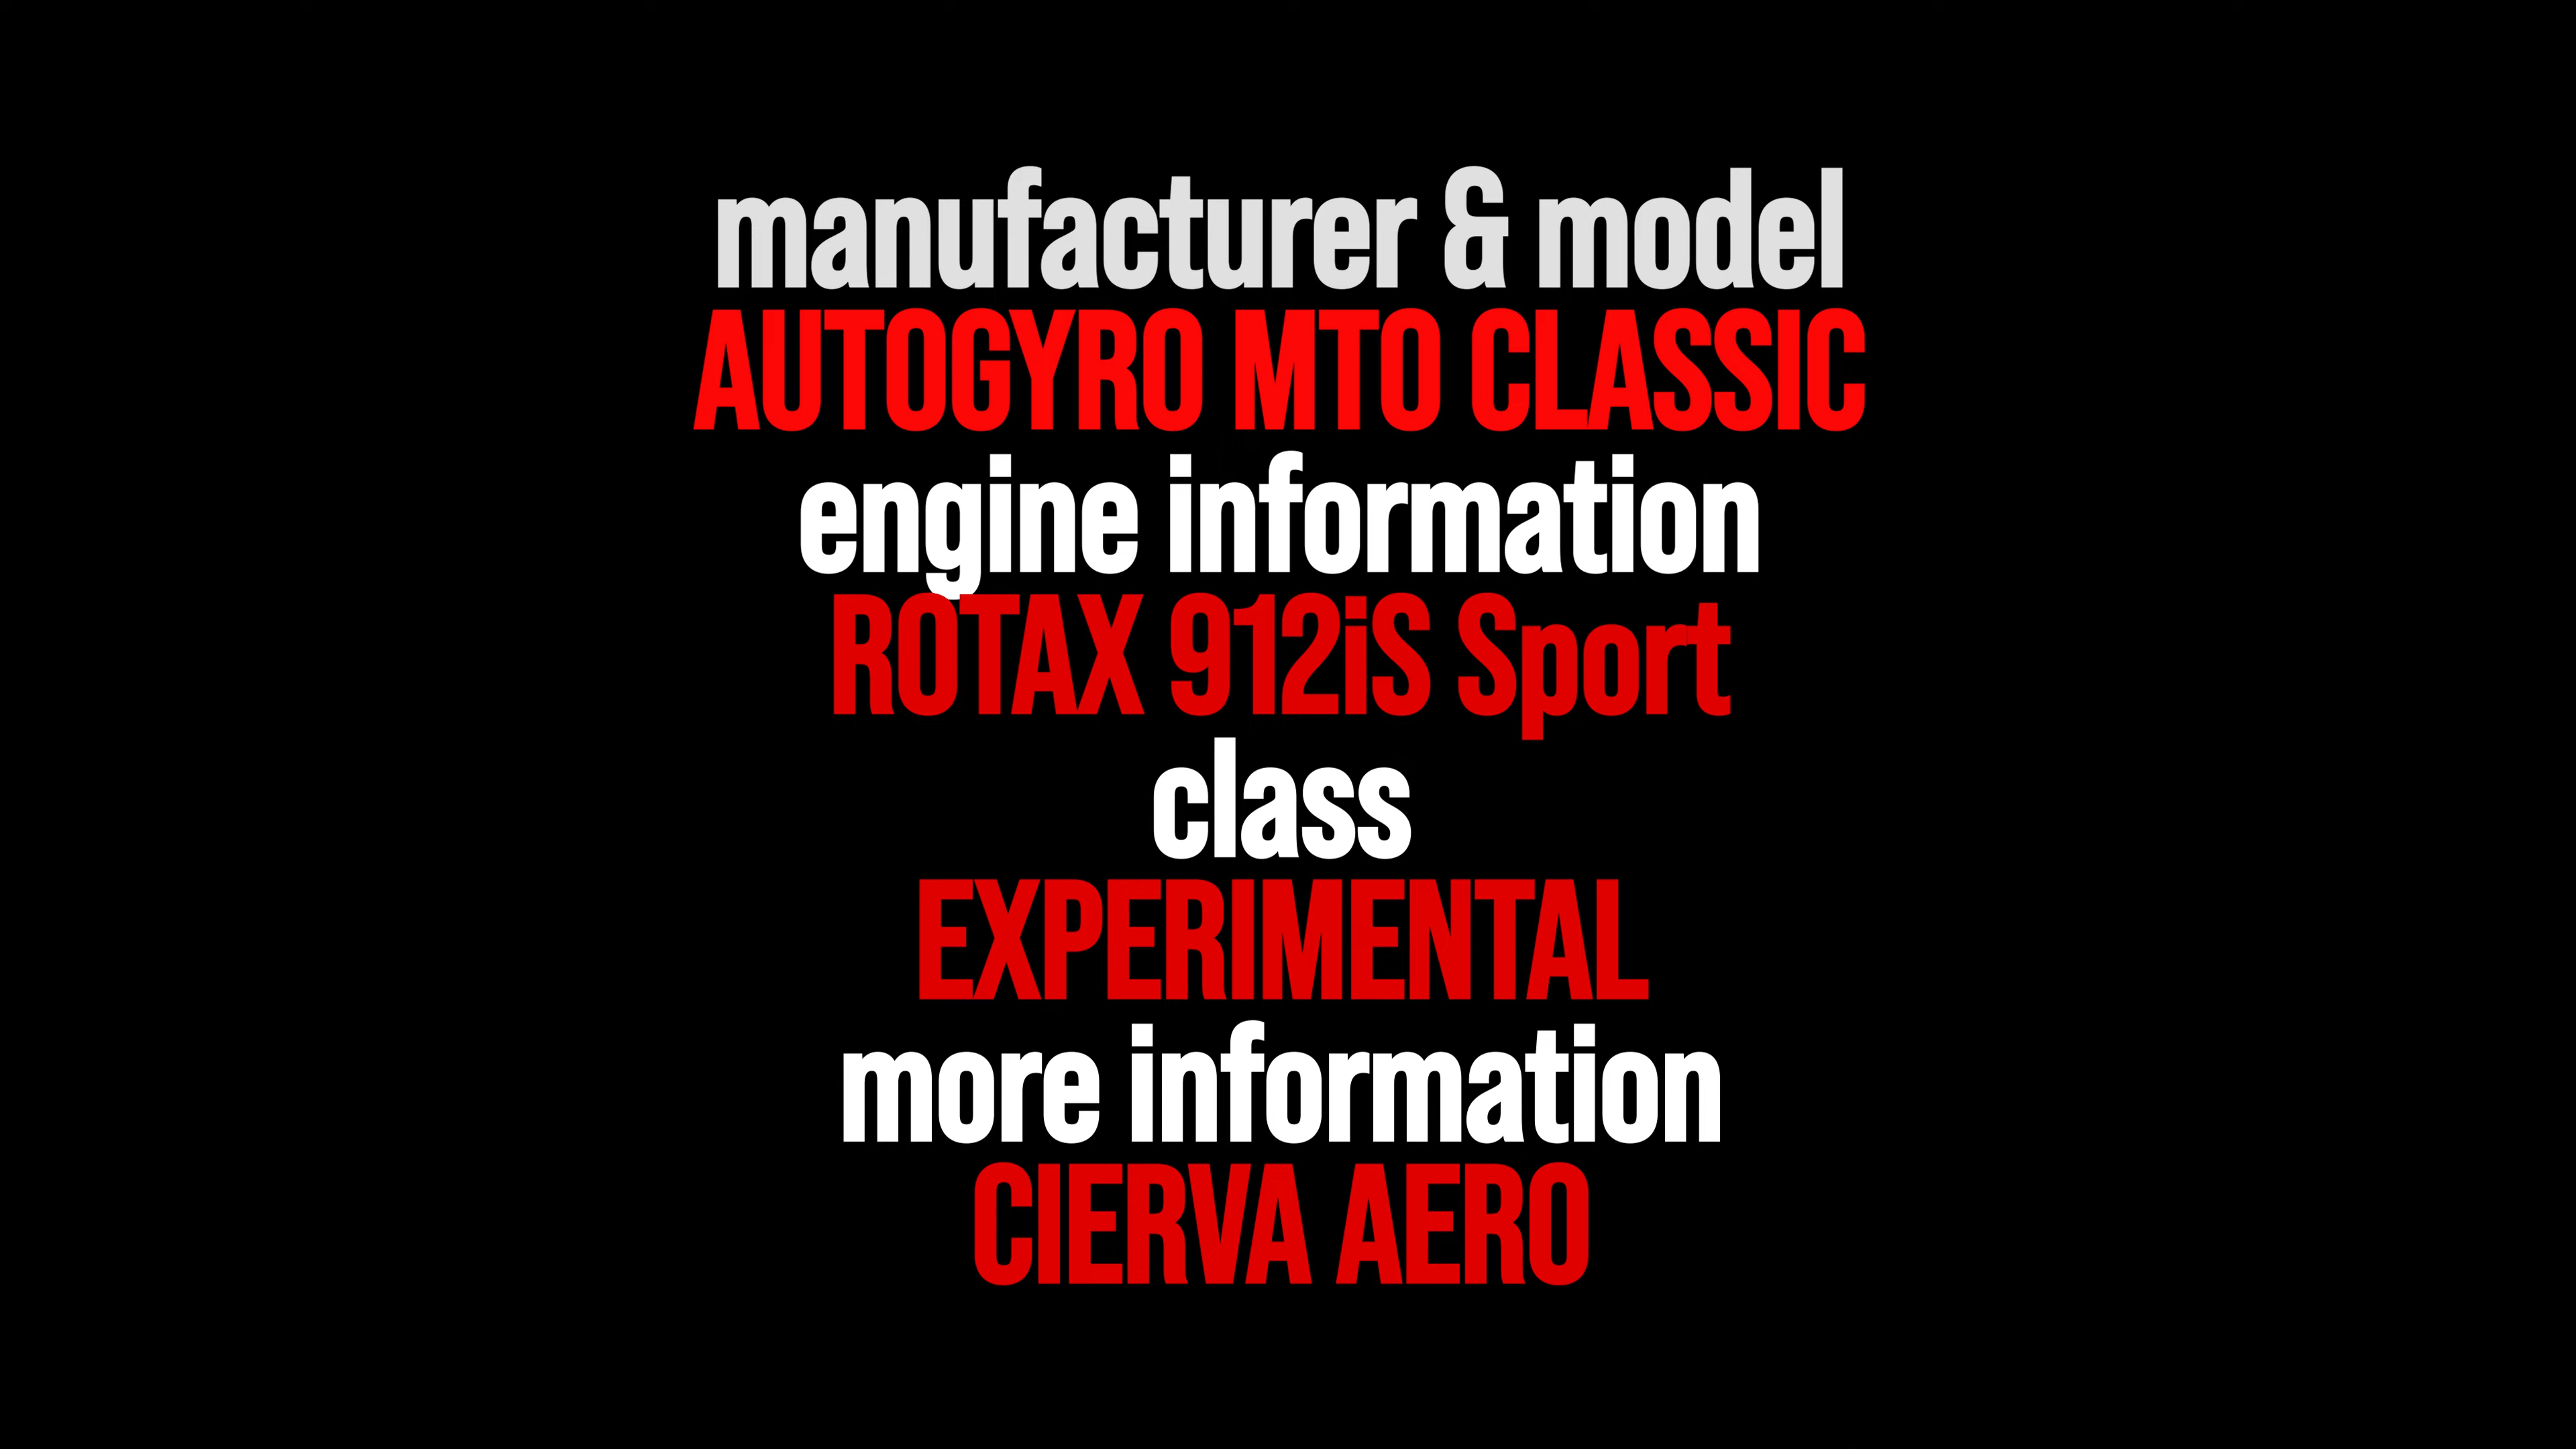 manufacturer & model
AUTOGYRO MTO CLASSIC
engine information
ROTAX 912iS Sport
class
EXPERIMENTAL
more information
CIERVA AERO